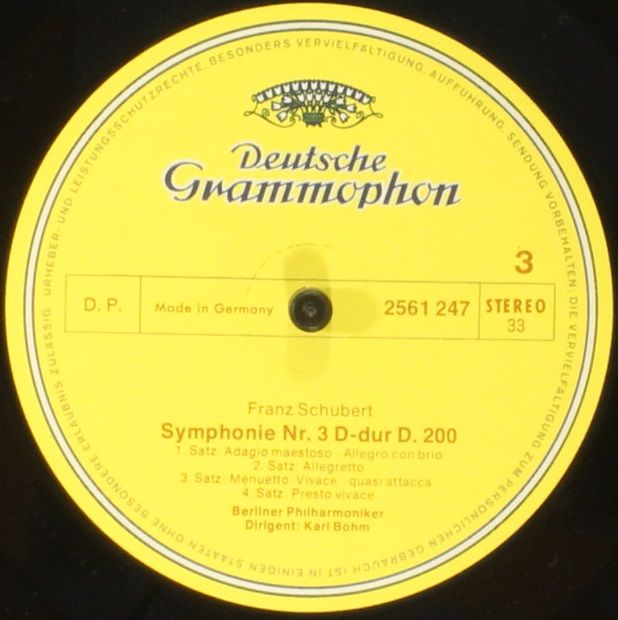 URHEBER- UND LEISTUNGSSCHUTZRECHTE, BESONDERS VERVIELFÄLTIGUNG, AUFFÜHRUNG, SENDUNG VORBEHALTEN: DIE VERVIELFÄLTIGUNG ZUM PERSÖNLICHEN GEBRAUCH IST IN EINIGEN STAATEN OHNE BESONDERE ERLAUBNIS ZULÄSSIG
Deutsche
Grammophon
3
D. P. Made in Germany 2561 247 STEREO
33
Franz Schubert
Symphonie Nr. 3 D-dur D. 200
1. Satz: Adagio maestoso Allegro con brio
2. Satz: Allegretto
3. Satz: Menuetto Vivace quasi attacca
4. Satz: Presto vivace
Berliner Philharmoniker
Dirigent: Karl Böhm